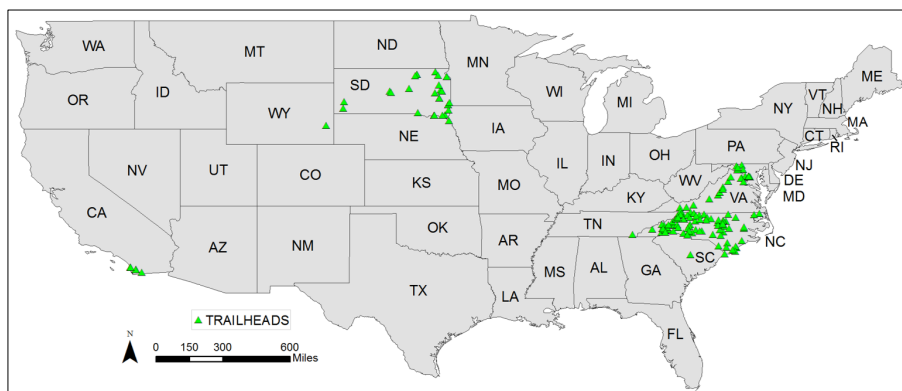 WA
MT
ND
MN
ME
VT
NH
OR
ID
SD
WI
MI
NY
MA
CT
RI
WY
NE
IA
PA
NJ
NV
UT
CO
IL
IN
OH
WV
VA
DE
MD
CA
KS
MO
KY
TN
NC
AZ
NM
OK
AR
SC
MS
AL
GA
TX
LA
FL
TRAILHEADS
N
0 150 300 600
Miles